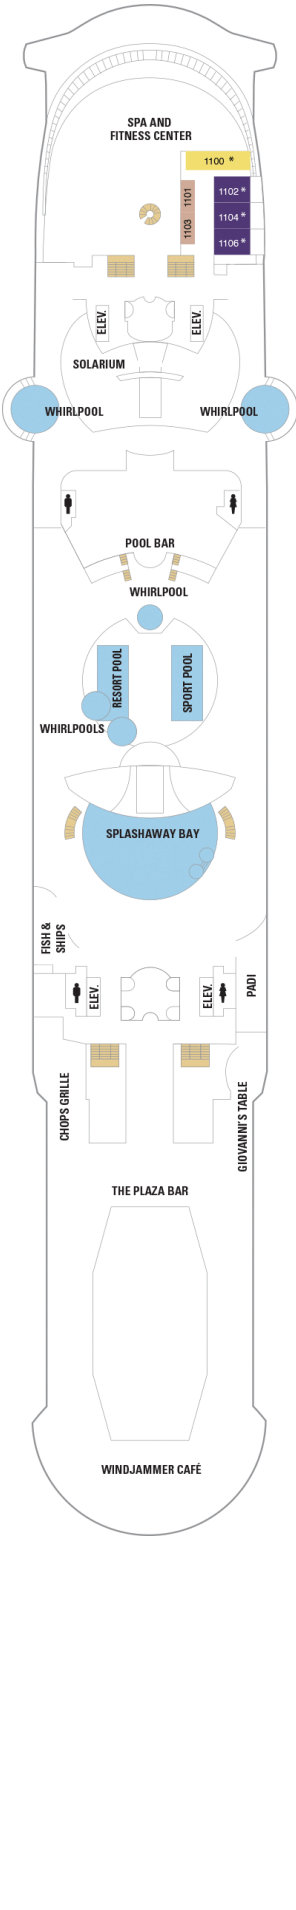 SPA AND
FITNESS CENTER
1100 *
1101
1102 *
1104 *
1103
1106 *
ELEV.
ELEV.
SOLARIUM
WHIRLPOOL
WHIRLPOOL
POOL BAR
WHIRLPOOL
RESORT POOL
SPORT POOL
WHIRLPOOLS
SPLASHAWAY BAY
FISH &
SHIPS
PADI
ELEV.
ELEV.
CHOPS GRILLE
GIOVANNI'S TABLE
THE PLAZA BAR
WINDJAMMER CAFÉ